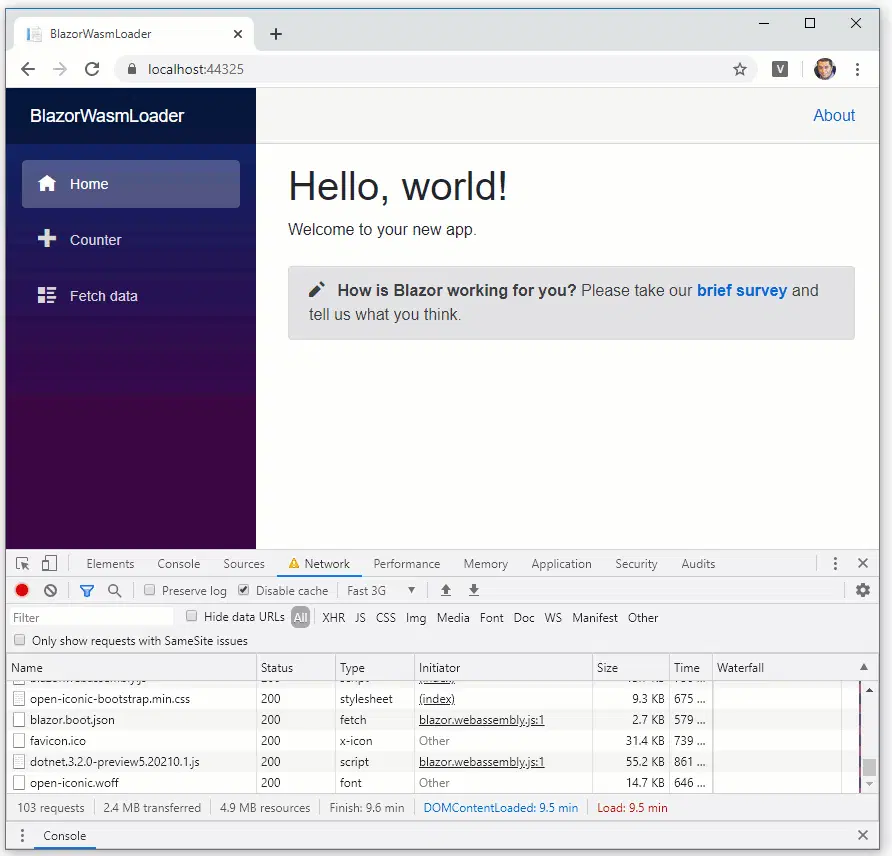 BlazorWasmLoader
localhost:44325
V
BlazorWasmLoader
About
Home
Counter
Fetch data
Hello, world!
Welcome to your new app.
How is Blazor working for you? Please take our brief survey and
tell us what you think.
Elements Console Sources Network Performance Memory Application Security Audits
Preserve log Disable cache Fast 3G
Filter Hide data URLs All XHR JS CSS Img Media Font Doc WS Manifest Other
Only show requests with SameSite issues
Name Status Type Initiator Size Time Waterfall
open-iconic-bootstrap.min.css 200 stylesheet (index) 9.3 KB 675 ...
blazor.boot.json 200 fetch blazor.webassembly.js:1 2.7 KB 579 ...
favicon.ico 200 x-icon Other 31.4 KB 739 ...
dotnet.3.2.0-preview5.20210.1.js 200 script blazor.webassembly.js:1 55.2 KB 861 ...
open-iconic.woff 200 font Other 14.7 KB 646 ...
103 requests 2.4 MB transferred 4.9 MB resources Finish: 9.6 min DOMContentLoaded: 9.5 min Load: 9.5 min
Console